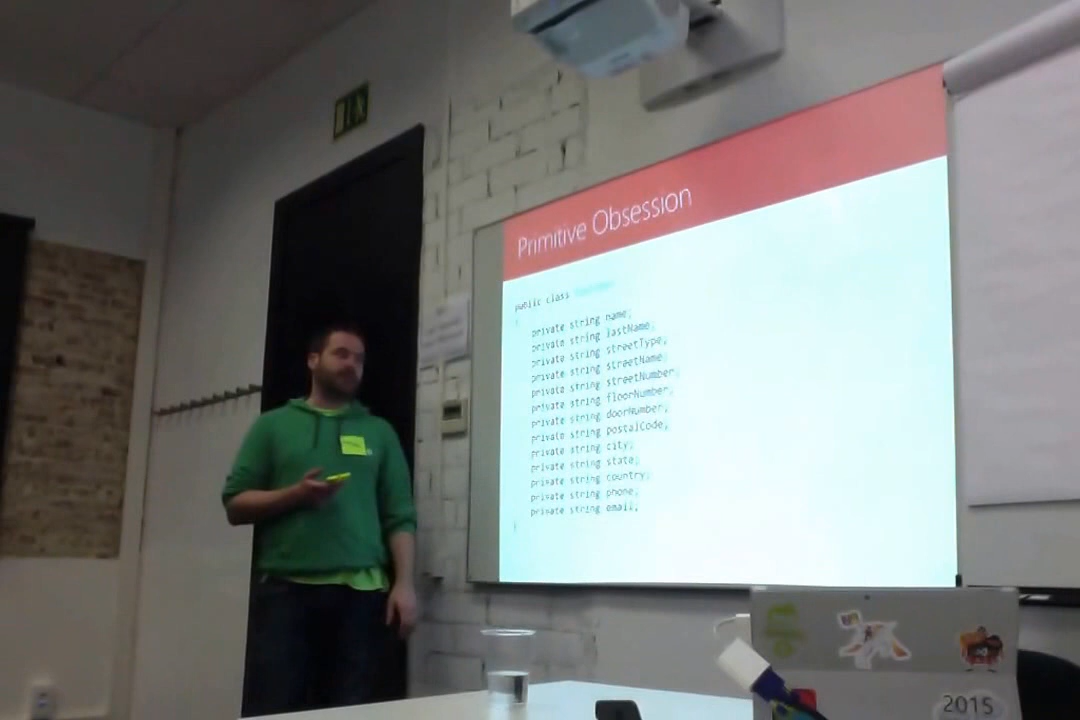 Primitive Obsession
public class
{
private string name;
private string lastName;
private string streetType;
private string streetName;
private string streetNumber;
private string floorNumber;
private string doorNumber;
private string postalCode;
private string city;
private string state;
private string country;
private string phone;
private string email;
}
2015